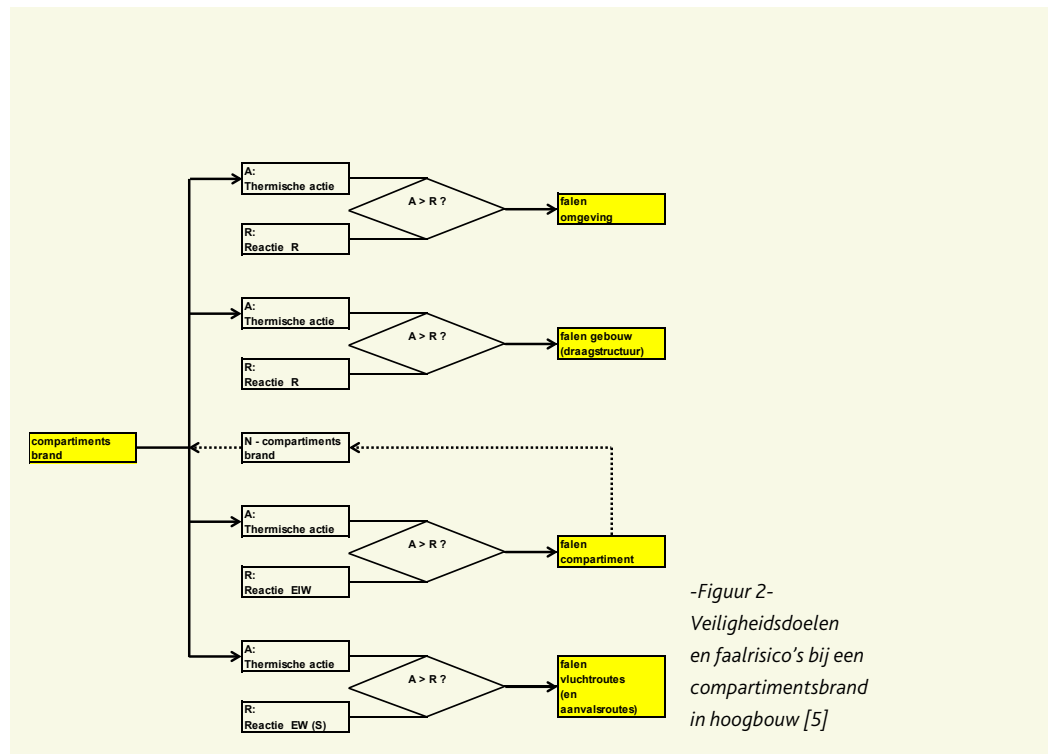 A:
Thermische actie
A > R ?
falen
omgeving
R:
Reactie R
A:
Thermische actie
A > R ?
falen gebouw
(draagstructuur)
R:
Reactie R
compartiments
brand
N - compartiments
brand
A:
Thermische actie
A > R ?
falen
compartiment
R:
Reactie EIW
A:
Thermische actie
A > R ?
falen
vluchtroutes
(en
aanvalsroutes)
R:
Reactie EW (S)
-Figuur 2-
Veiligheidsdoelen
en faalrisico's bij een
compartimentsbrand
in hoogbouw [5]